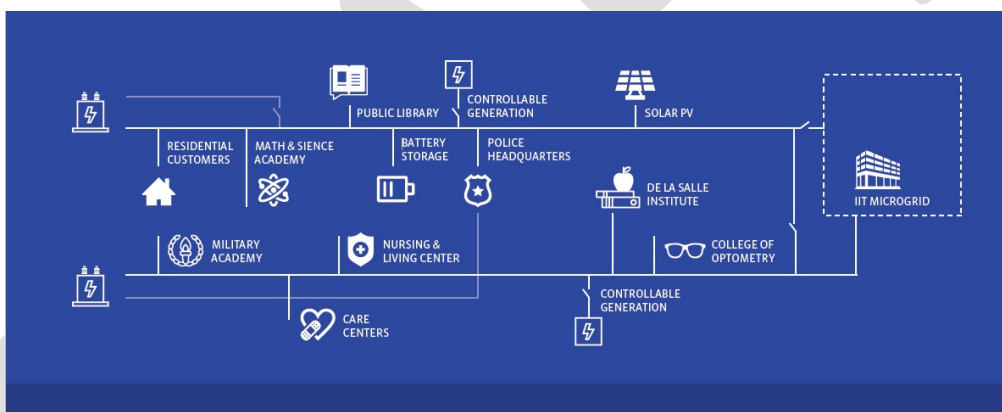 PUBLIC LIBRARY
CONTROLLABLE
GENERATION
SOLAR PV
RESIDENTIAL
CUSTOMERS
MATH & SIENCE
ACADEMY
BATTERY
STORAGE
POLICE
HEADQUARTERS
DE LA SALLE
INSTITUTE
IIT MICROGRID
MILITARY
ACADEMY
NURSING &
LIVING CENTER
COLLEGE OF
OPTOMETRY
CARE
CENTERS
CONTROLLABLE
GENERATION